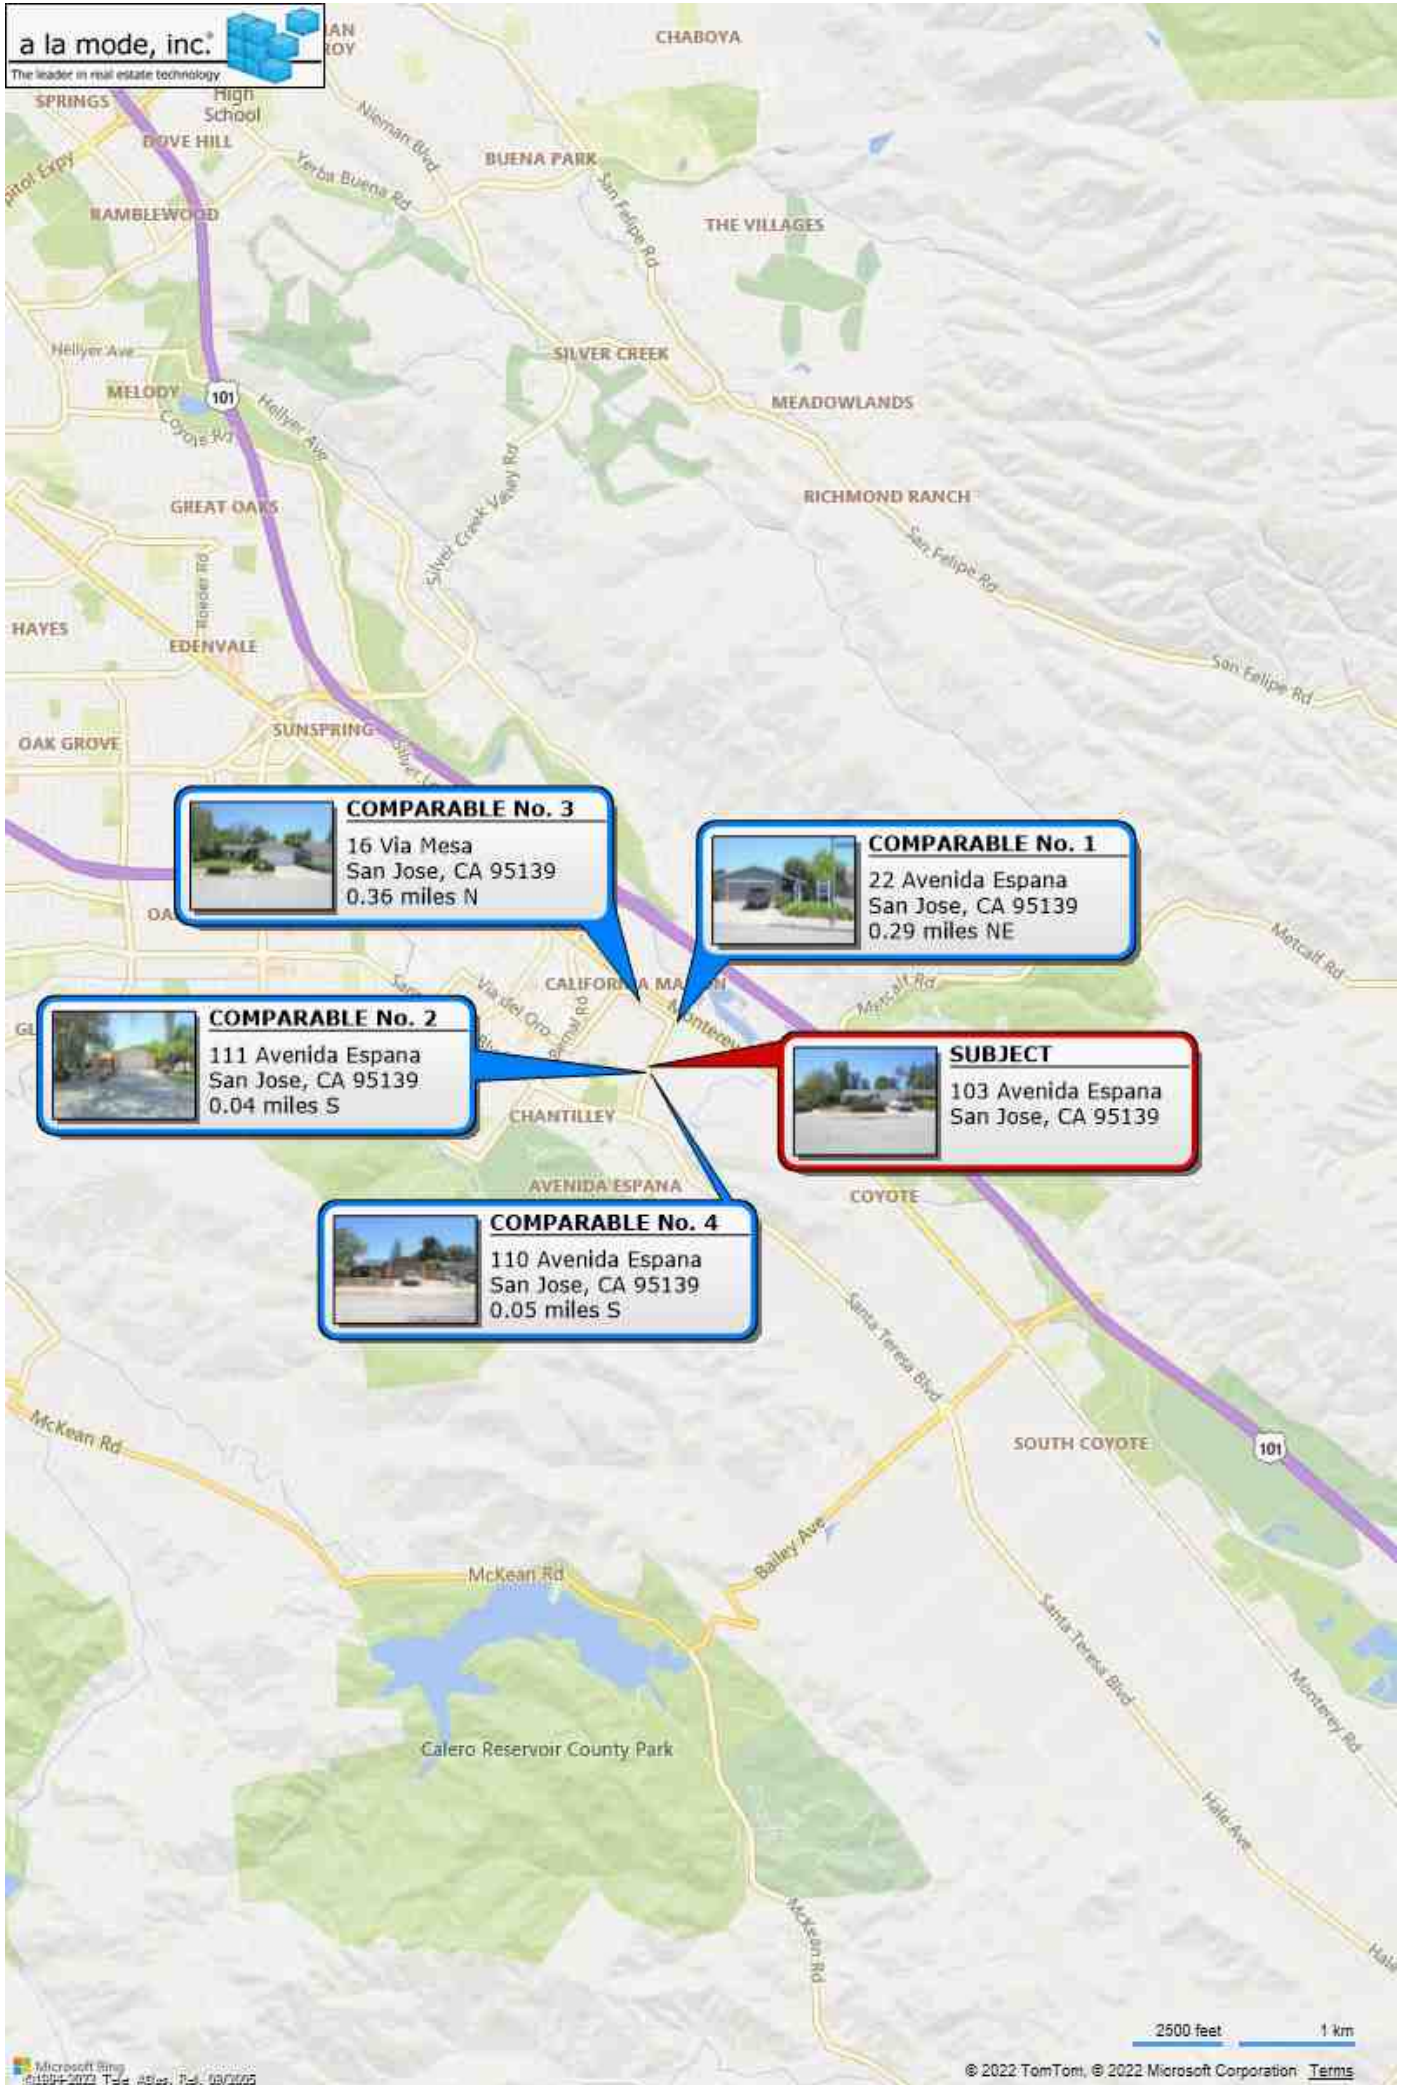 a la mode, inc.®
The leader in real estate technology
CHABOYA
SPRINGS
High
School
Nieman Blvd
DOVE HILL
BUENA PARK
Yerba Buena Rd
San Felipe Rd
RAMBLEWOOD
THE VILLAGES
Hellyer Ave
SILVER CREEK
MELODY
101
Hellyer Ave
MEADOWLANDS
Coyote Rd
Silver Creek Valley Rd
RICHMOND RANCH
GREAT OAKS
San Felipe Rd
Roeder Rd
HAYES
EDENVALE
San Felipe Rd
SUNSPRING
OAK GROVE
COMPARABLE No. 3
16 Via Mesa
San Jose, CA 95139
0.36 miles N
COMPARABLE No. 1
22 Avenida Espana
San Jose, CA 95139
0.29 miles NE
Metcalf Rd
Via del Oro
Bernal Rd
Monterey
Metcalf Rd
COMPARABLE No. 2
111 Avenida Espana
San Jose, CA 95139
0.04 miles S
SUBJECT
103 Avenida Espana
San Jose, CA 95139
CHANTILLEY
AVENIDA ESPANA
COYOTE
COMPARABLE No. 4
110 Avenida Espana
San Jose, CA 95139
0.05 miles S
Santa Teresa Blvd
McKean Rd
SOUTH COYOTE
101
Bailey Ave
McKean Rd
Santa Teresa Blvd
Monterey Rd
Calero Reservoir County Park
Hale Ave
McKean Rd
Hale
2500 feet
1 km
Microsoft Bing
© 2022 TomTom, © 2022 Microsoft Corporation Terms